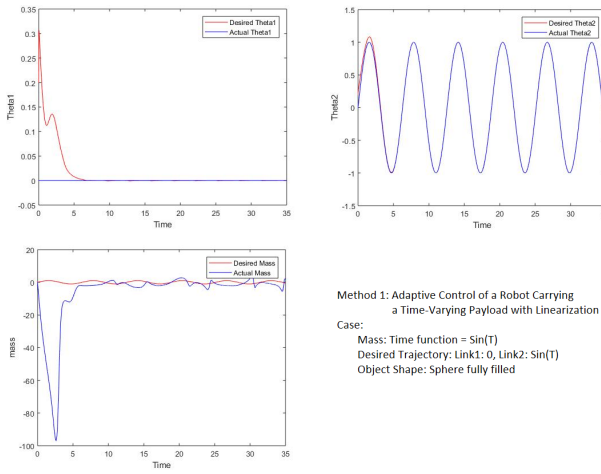 0.35
0.3
0.25
0.2
0.15
0.1
0.05
0
-0.05
Theta1
0 5 10 15 20 25 30 35
Time
Desired Theta1
Actual Theta1
1.5
1
0.5
0
-0.5
-1
-1.5
Theta2
0 5 10 15 20 25 30
Time
Desired Theta2
Actual Theta2
20
0
-20
-40
-60
-80
-100
mass
0 5 10 15 20 25 30 35
Time
Desired Mass
Actual Mass
Method 1: Adaptive Control of a Robot Carrying
a Time-Varying Payload with Linearization
Case:
Mass: Time function = Sin(T)
Desired Trajectory: Link1: 0, Link2: Sin(T)
Object Shape: Sphere fully filled